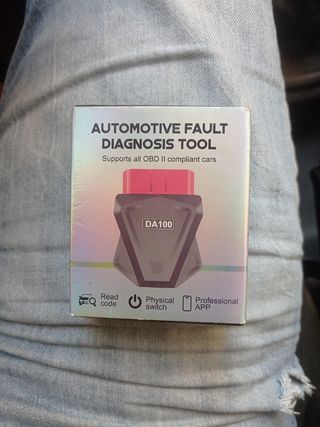 AUTOMOTIVE FAULT
DIAGNOSIS TOOL
Supports all OBD II compliant cars
DA100
Read
code
Physical
switch
Professional
APP